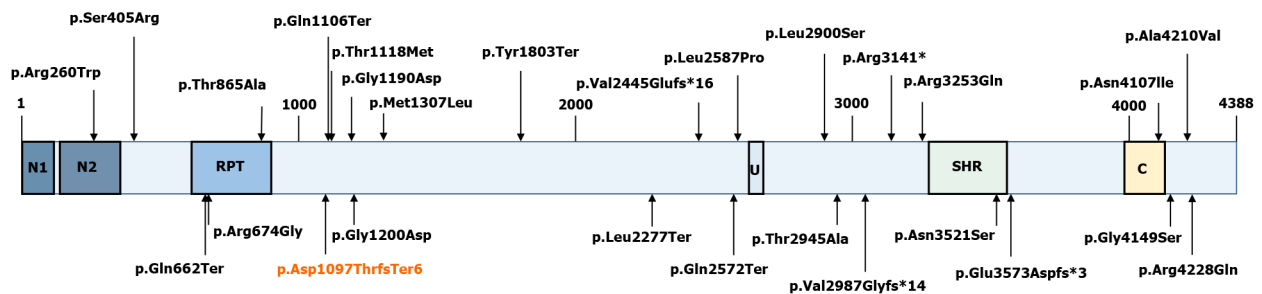 p.Gln1106Ter
p.Ser405Arg
p.Leu2900Ser
p.Ala4210Val
p.Thr1118Met
p.Tyr1803Ter
p.Leu2587Pro
p.Arg3141*
p.Arg260Trp
p.Gly1190Asp
p.Arg3253Gln
p.Thr865Ala
p.Val2445Glufs*16
p.Asn4107Ile
p.Met1307Leu
1
1000
2000
3000
4000
4388
N1
N2
RPT
U
SHR
C
p.Arg674Gly
p.Gly1200Asp
p.Leu2277Ter
p.Thr2945Ala
p.Asn3521Ser
p.Gly4149Ser
p.Gln662Ter
p.Asp1097ThrfsTer6
p.Gln2572Ter
p.Glu3573Aspfs*3
p.Arg4228Gln
p.Val2987Glyfs*14